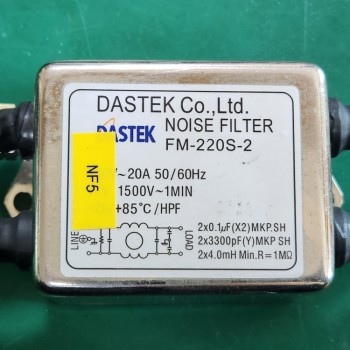 DASTEK Co.,Ltd.
DASTEK NOISE FILTER
FM-220S-2
NF5
~20A 50/60Hz
1500V~1MIN
+85°C/HPF
LINE
LOAD
2x0.1µF(X2)MKP.SH
2x3300pF(Y)MKP.SH
2x4.0mH Min.R=1MΩ